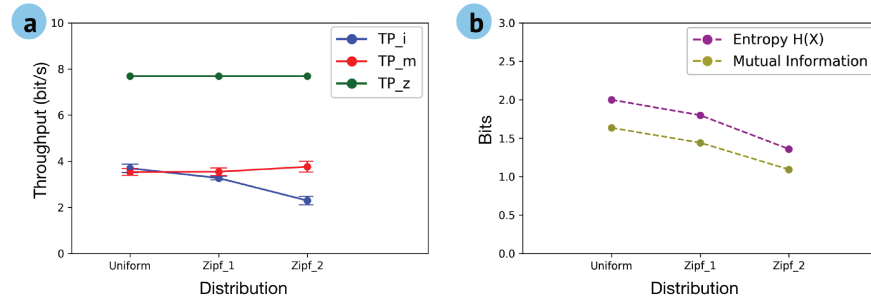 a
10
8
6
4
2
0
Throughput (bit/s)
TP_i
TP_m
TP_z
Uniform
Zipf_1
Zipf_2
Distribution
b
3.0
2.5
2.0
1.5
1.0
0.5
0.0
Bits
Entropy H(X)
Mutual Information
Uniform
Zipf_1
Zipf_2
Distribution